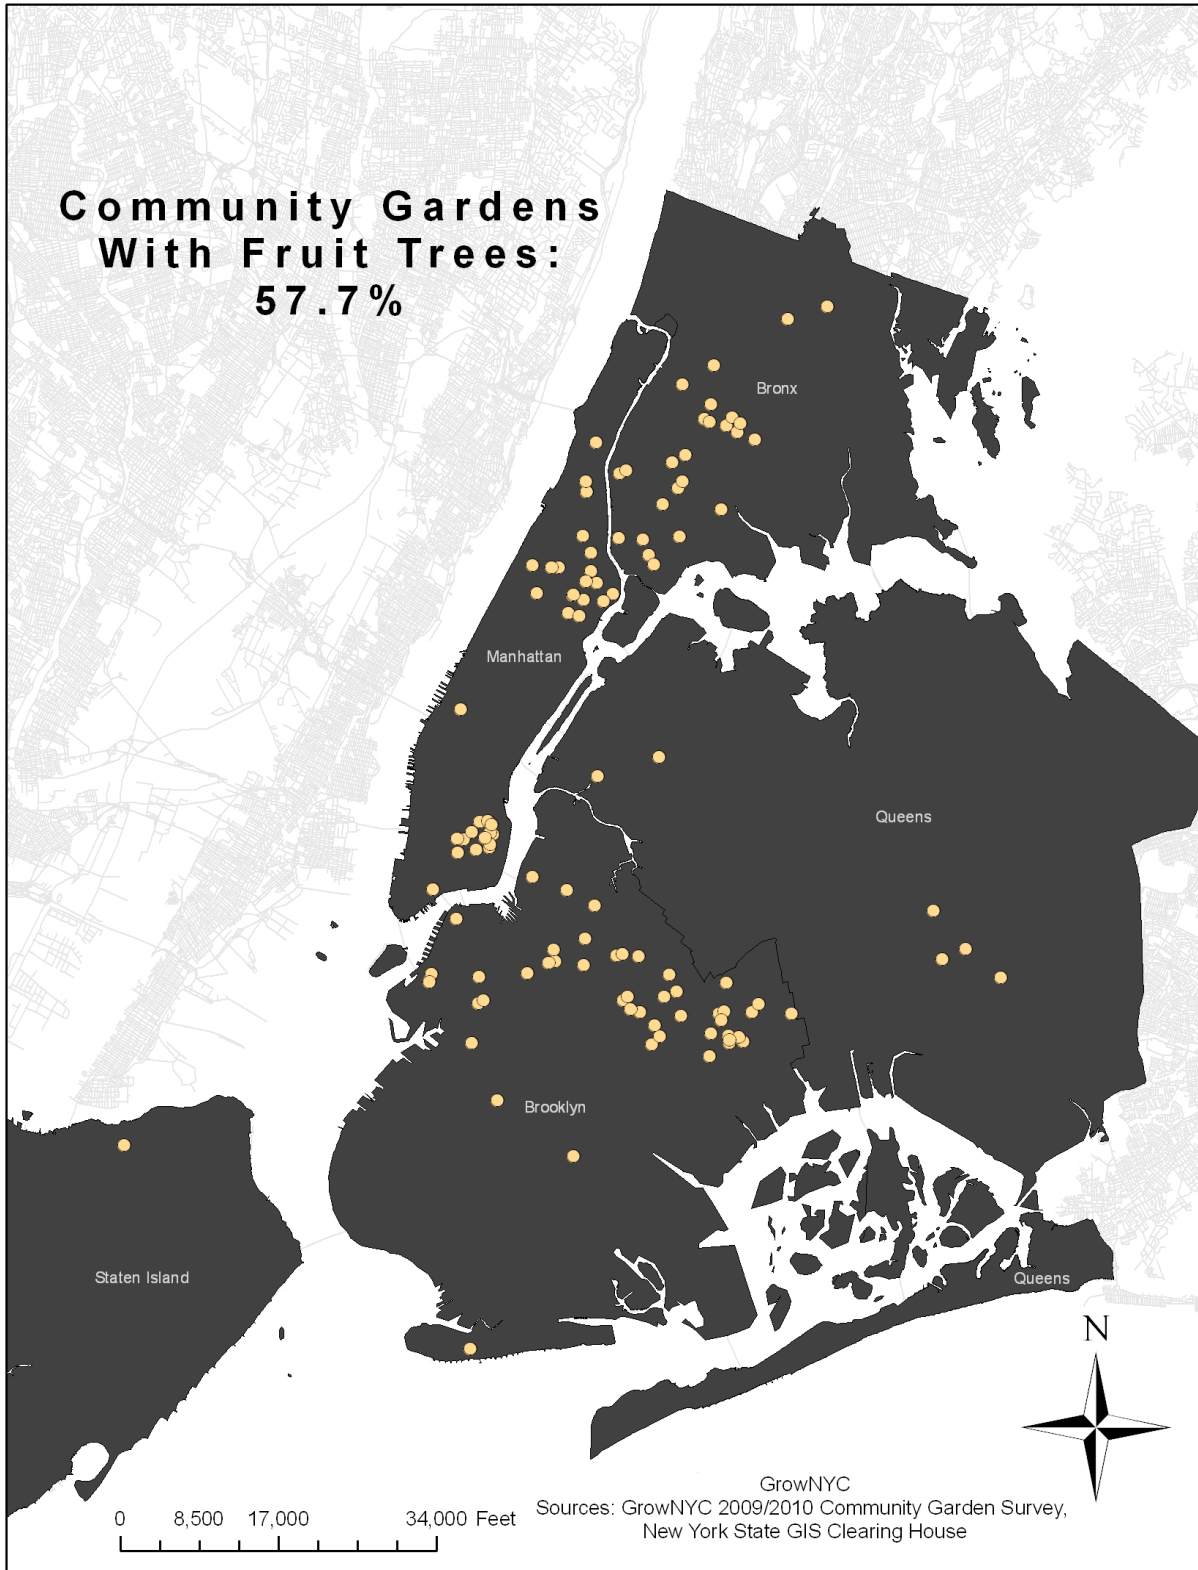 Community Gardens
With Fruit Trees:
57.7%
Bronx
Manhattan
Queens
Brooklyn
Staten Island
Queens
N
0 8,500 17,000 34,000 Feet
GrowNYC
Sources: GrowNYC 2009/2010 Community Garden Survey,
New York State GIS Clearing House